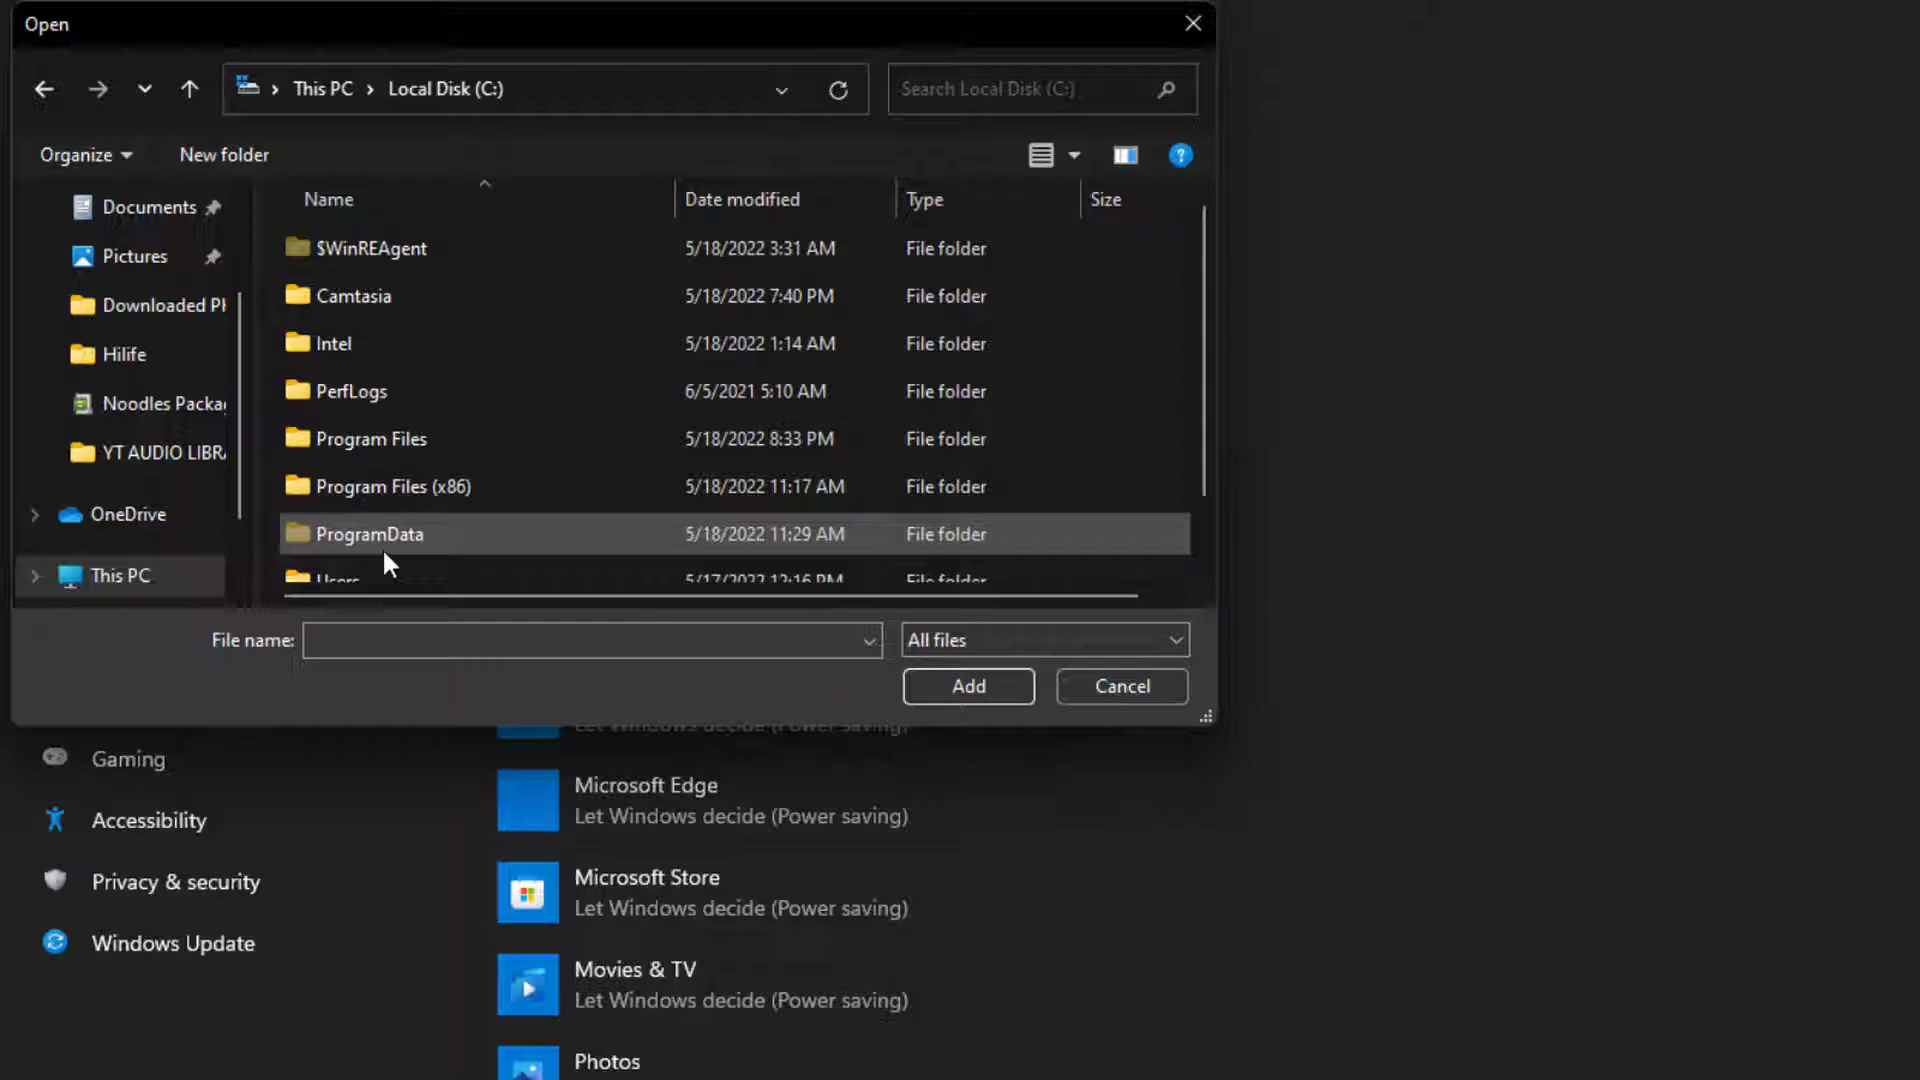 Open
This PC > Local Disk (C:)
Search Local Disk (C:)
Organize
New folder
Name
Date modified
Type
Size
Documents
Pictures
Downloaded Ph
Hilife
Noodles Packa
YT AUDIO LIBR
OneDrive
This PC
$WinREAgent 5/18/2022 3:31 AM File folder
Camtasia 5/18/2022 7:40 PM File folder
Intel 5/18/2022 1:14 AM File folder
PerfLogs 6/5/2021 5:10 AM File folder
Program Files 5/18/2022 8:33 PM File folder
Program Files (x86) 5/18/2022 11:17 AM File folder
ProgramData 5/18/2022 11:29 AM File folder
Users 5/17/2022 12:16 PM File folder
File name:
All files
Add
Cancel
Gaming
Accessibility
Privacy & security
Windows Update
Let Windows decide (Power saving)
Microsoft Edge
Let Windows decide (Power saving)
Microsoft Store
Let Windows decide (Power saving)
Movies & TV
Let Windows decide (Power saving)
Photos